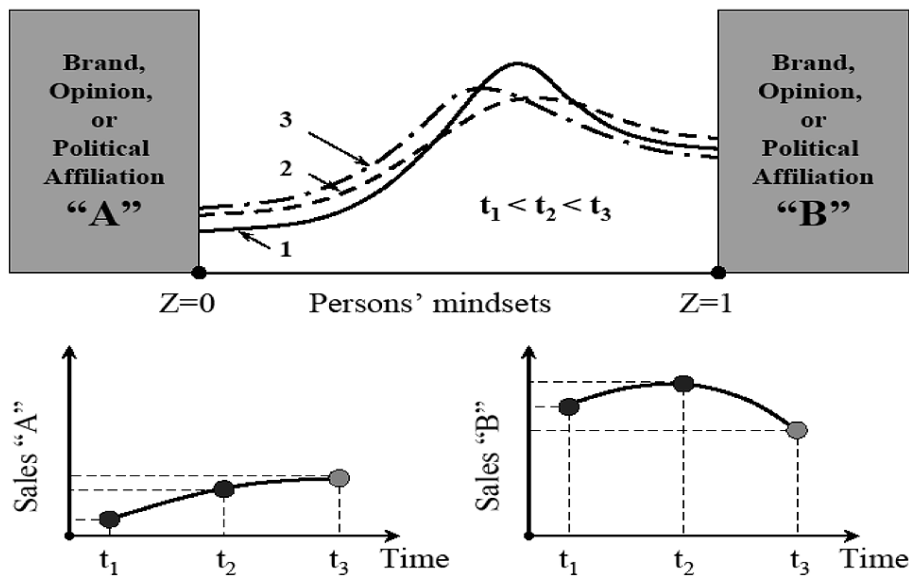 Brand,
Opinion,
or
Political
Affiliation
“A”
Brand,
Opinion,
or
Political
Affiliation
“B”
3
2
1
t₁ < t₂ < t₃
Z=0
Persons’ mindsets
Z=1
Sales “A”
t₁
t₂
t₃
Time
Sales “B”
t₁
t₂
t₃
Time